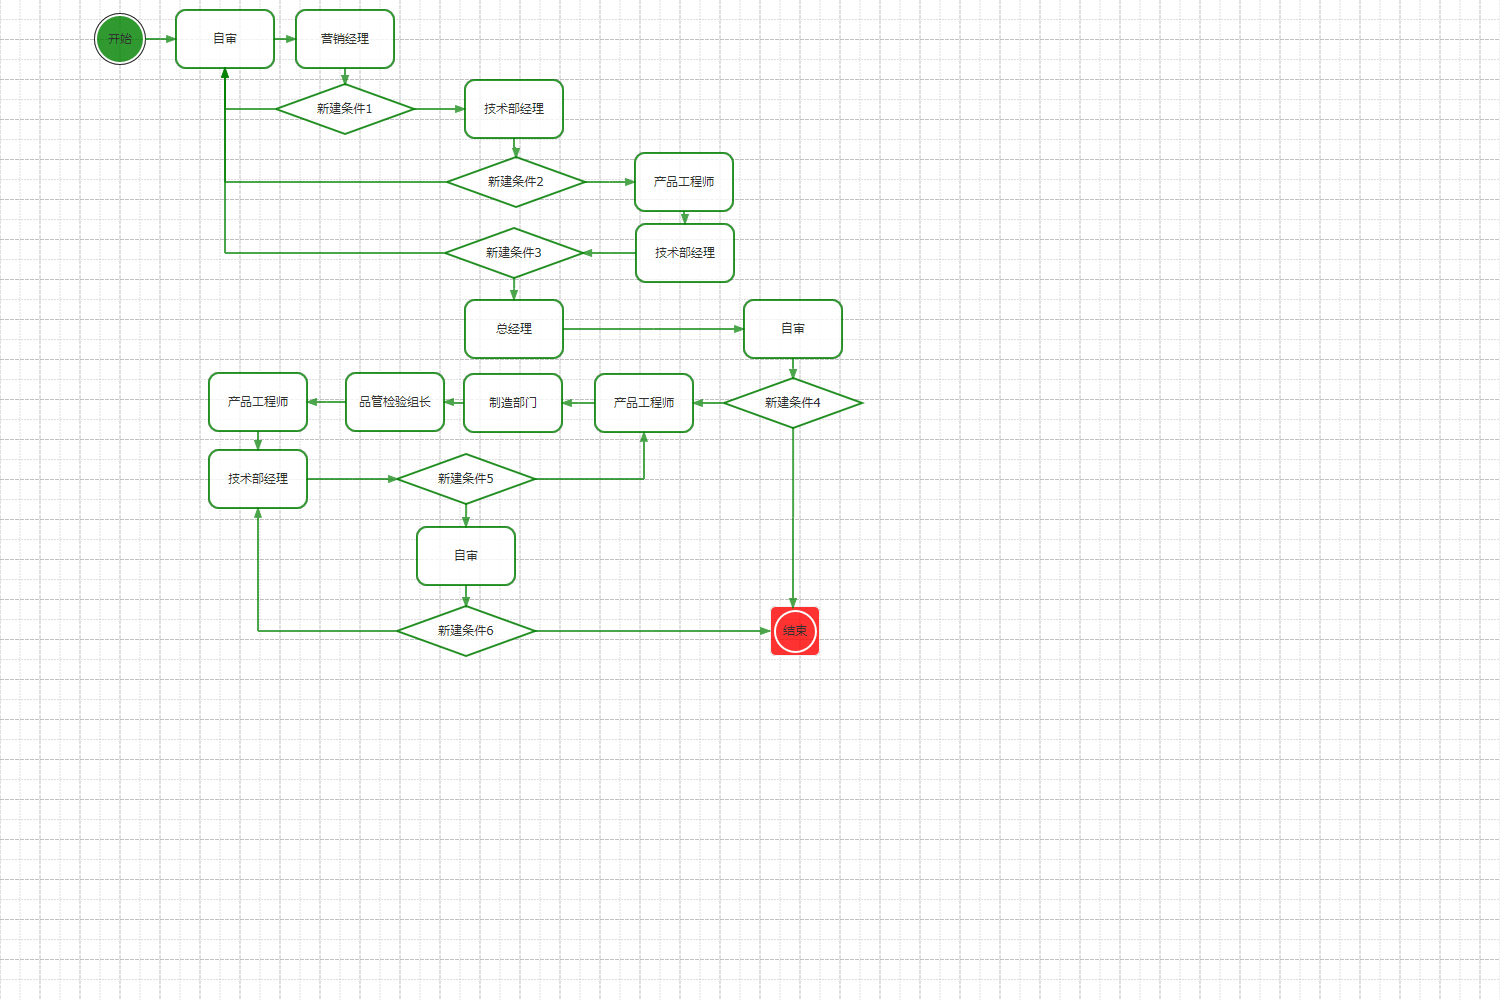 开始
自审
营销经理
新建条件1
技术部经理
新建条件2
产品工程师
新建条件3
技术部经理
总经理
自审
产品工程师
品管检验组长
制造部门
产品工程师
新建条件4
技术部经理
新建条件5
自审
新建条件6
结束